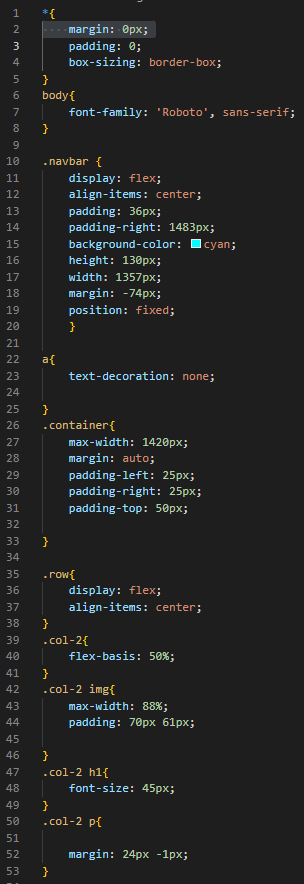 1 *{
2 margin: 0px;
3 padding: 0;
4 box-sizing: border-box;
5 }
6 body{
7 font-family: 'Roboto', sans-serif;
8 }
9
10 .navbar {
11 display: flex;
12 align-items: center;
13 padding: 36px;
14 padding-right: 1483px;
15 background-color: cyan;
16 height: 130px;
17 width: 1357px;
18 margin: -74px;
19 position: fixed;
20 }
21
22 a{
23 text-decoration: none;
24
25 }
26 .container{
27 max-width: 1420px;
28 margin: auto;
29 padding-left: 25px;
30 padding-right: 25px;
31 padding-top: 50px;
32
33 }
34
35 .row{
36 display: flex;
37 align-items: center;
38 }
39 .col-2{
40 flex-basis: 50%;
41 }
42 .col-2 img{
43 max-width: 88%;
44 padding: 70px 61px;
45
46 }
47 .col-2 h1{
48 font-size: 45px;
49 }
50 .col-2 p{
51
52 margin: 24px -1px;
53 }